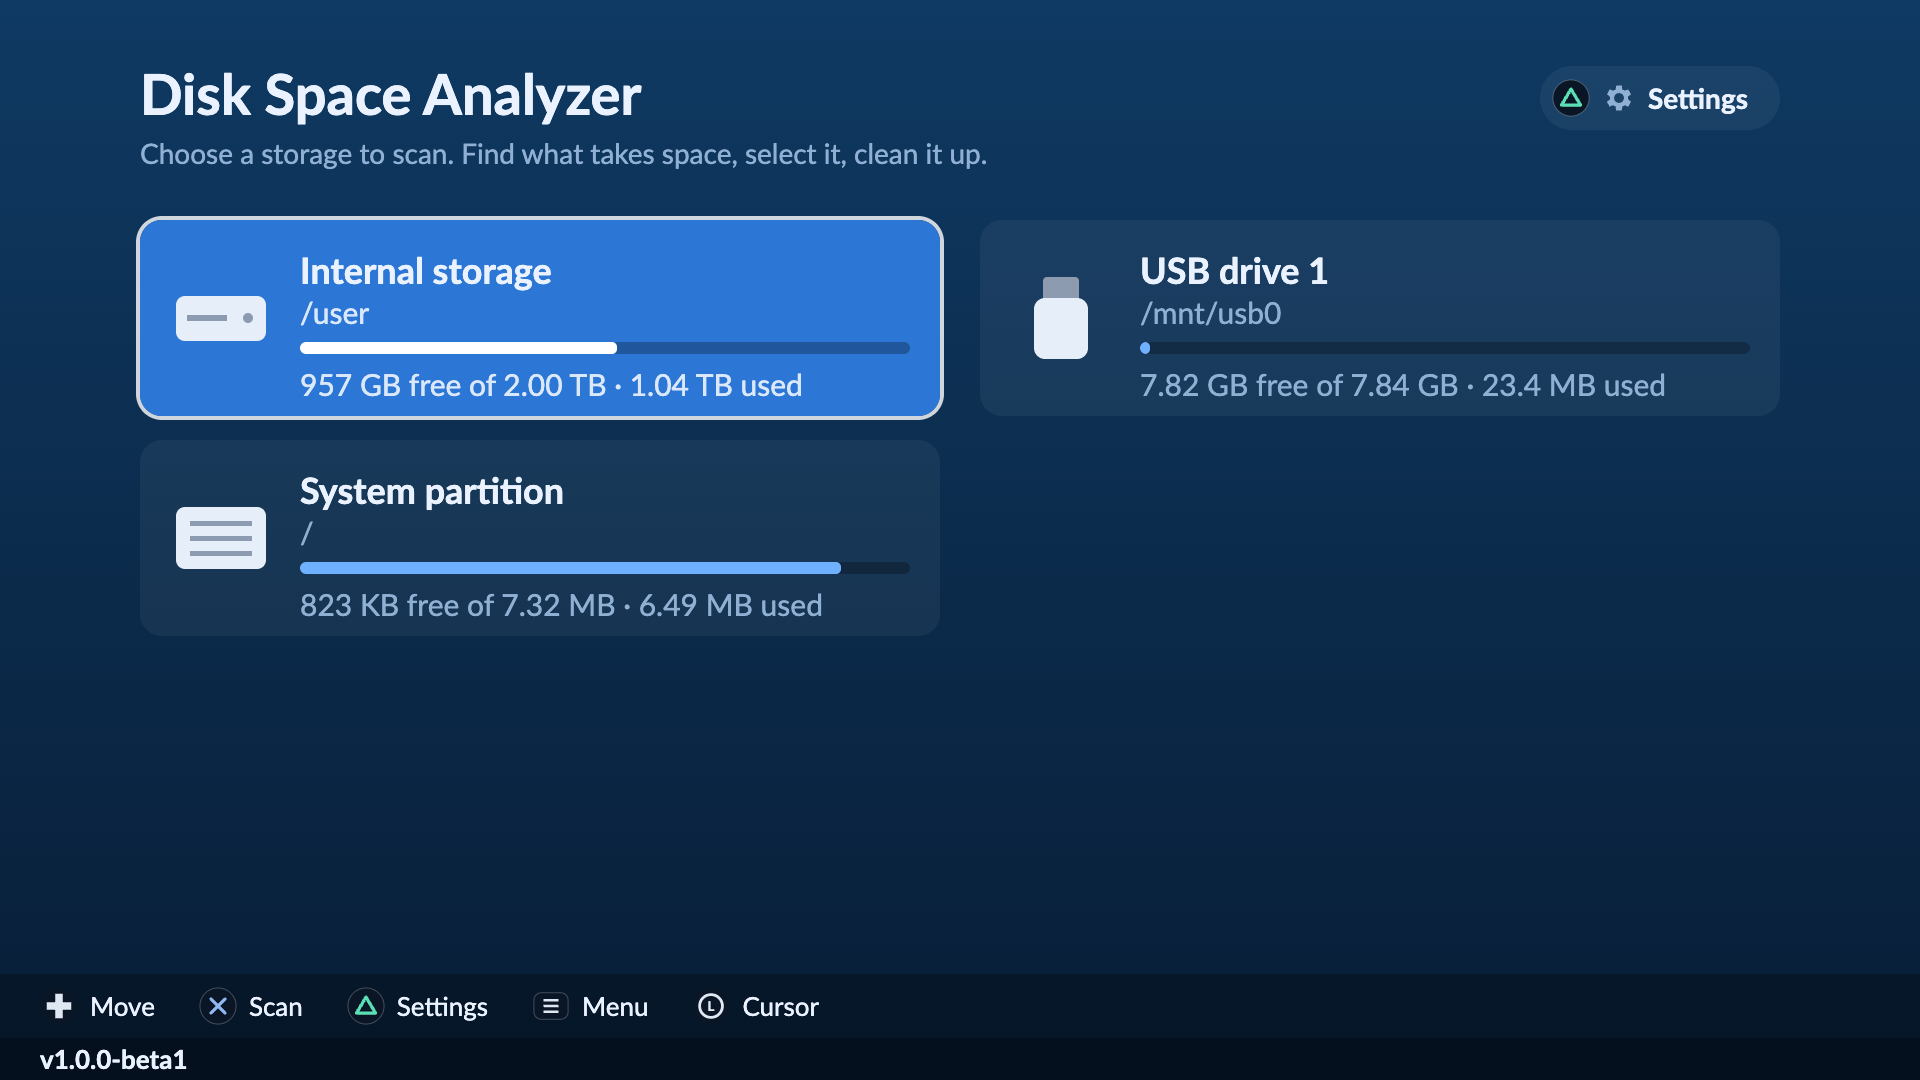 Disk Space Analyzer
Settings
Choose a storage to scan. Find what takes space, select it, clean it up.
Internal storage
/user
957 GB free of 2.00 TB · 1.04 TB used
USB drive 1
/mnt/usb0
7.82 GB free of 7.84 GB · 23.4 MB used
System partition
/
823 KB free of 7.32 MB · 6.49 MB used
Move Scan Settings Menu L Cursor
v1.0.0-beta1